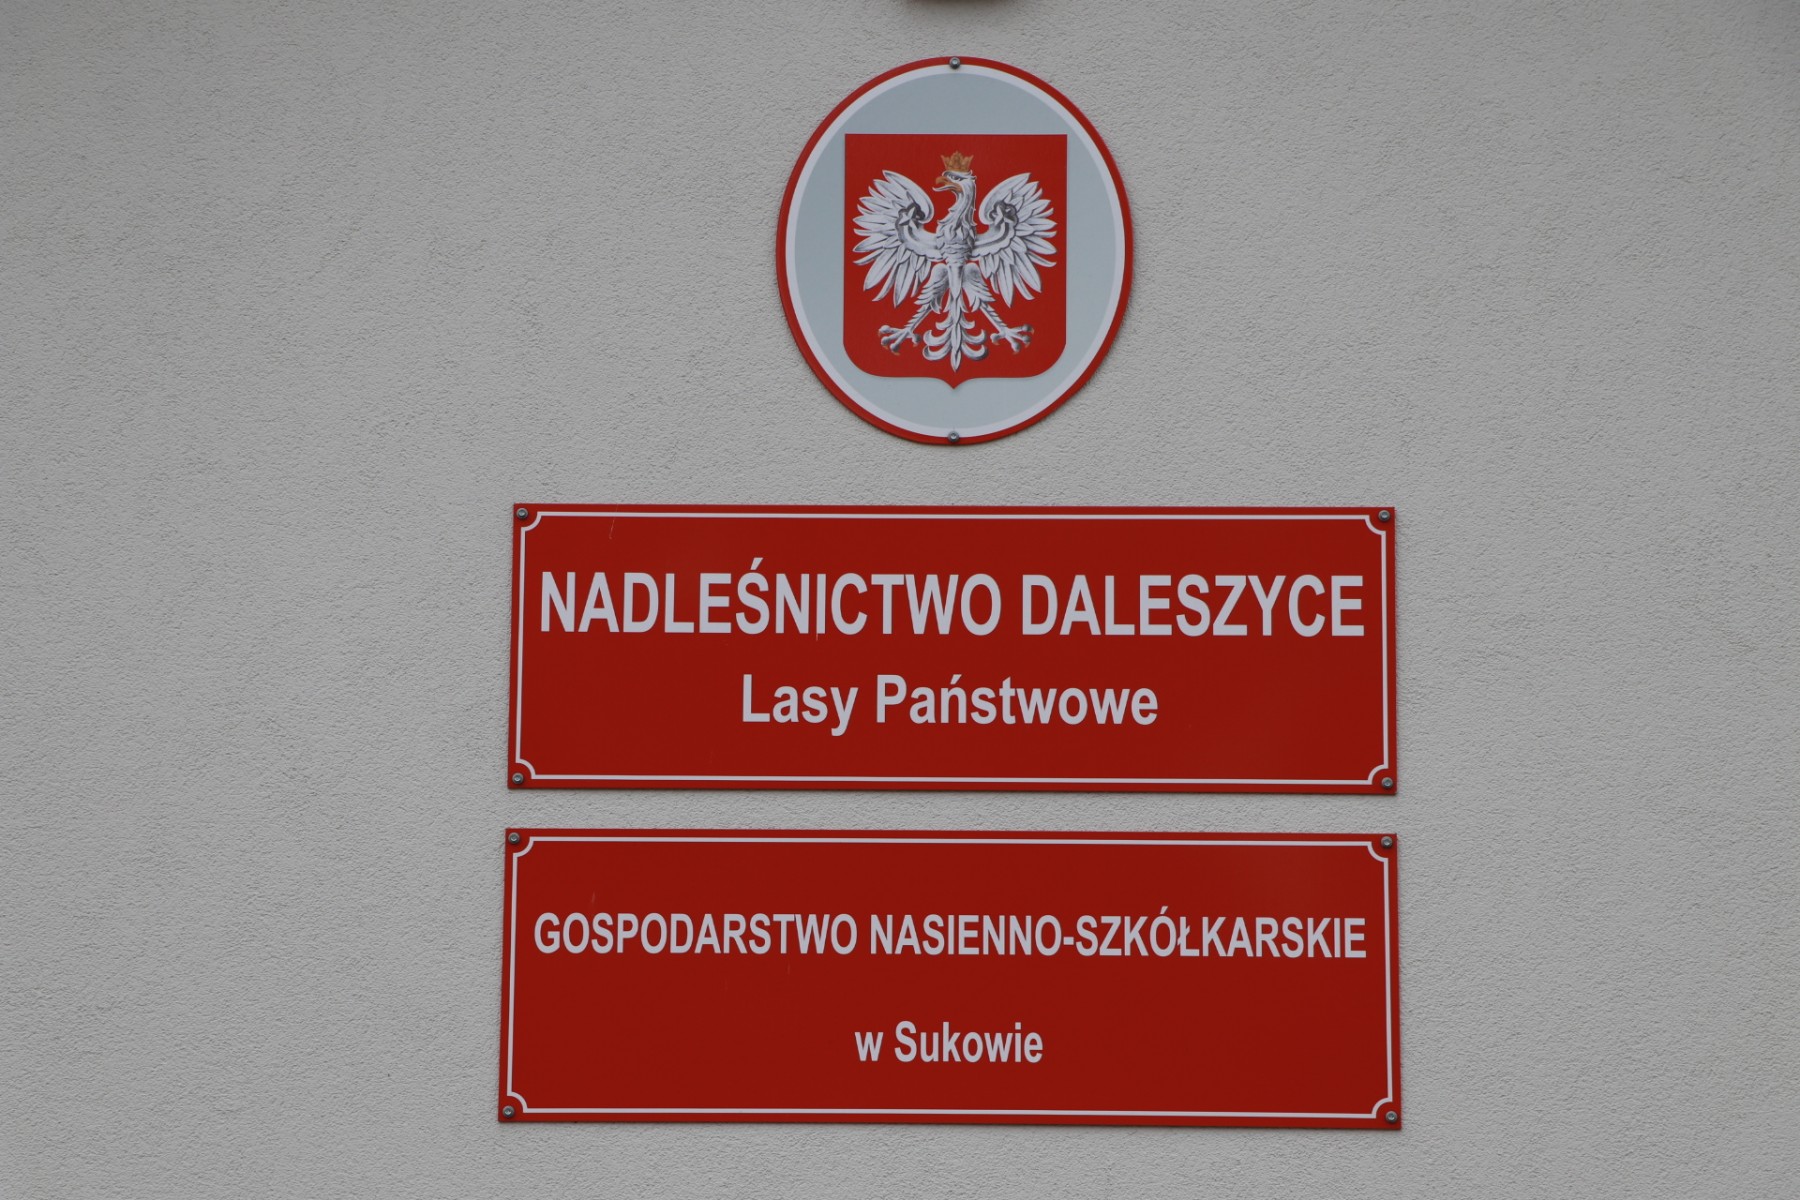 NADLEŚNICTWO DALESZYCE
Lasy Państwowe
GOSPODARSTWO NASIENNO-SZKÓŁKARSKIE
w Sukowie